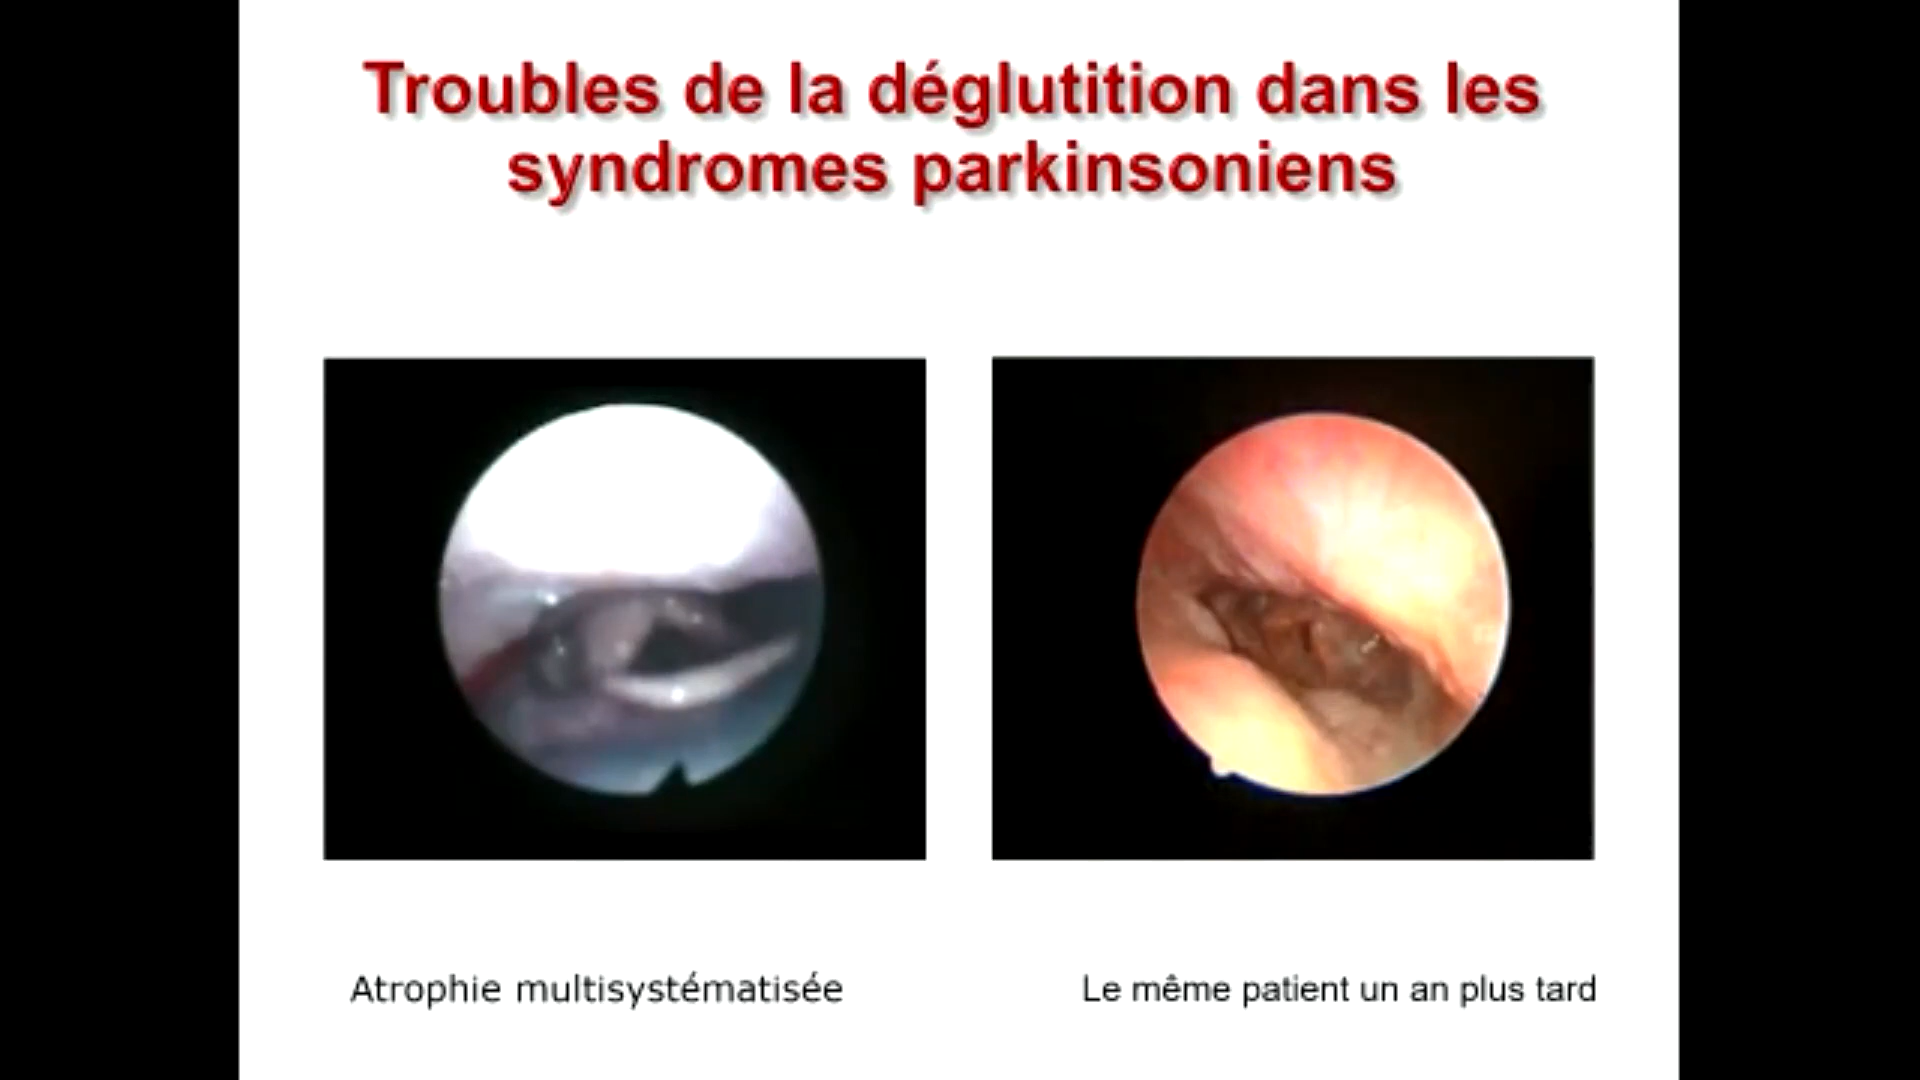 Troubles de la déglutition dans les
syndromes parkinsoniens
Atrophie multisystématisée
Le même patient un an plus tard